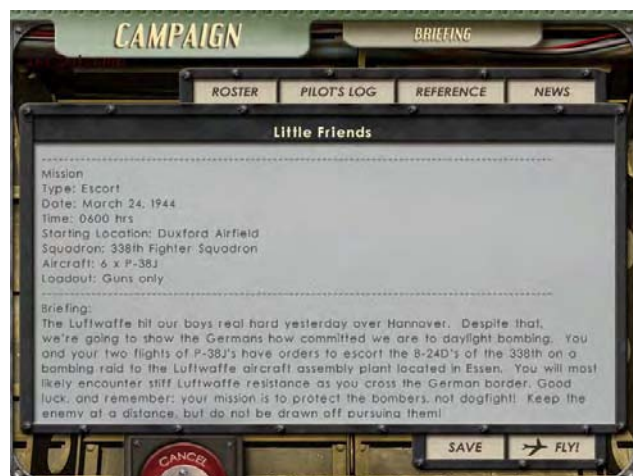 CAMPAIGN
BRIEFING
ROSTER
PILOT'S LOG
REFERENCE
NEWS
Little Friends
Mission
Type: Escort
Date: March 24, 1944
Time: 0600 hrs
Starting Location: Duxford Airfield
Squadron: 338th Fighter Squadron
Aircraft: 6 x P-38J
Loadout: Guns only
Briefing:
The Luftwaffe hit our boys real hard yesterday over Hannover. Despite that,
we're going to show the Germans how committed we are to daylight bombing. You
and your two flights of P-38J's have orders to escort the B-24D's of the 338th on a
bombing raid to the Luftwaffe aircraft assembly plant located in Essen. You will most
likely encounter stiff Luftwaffe resistance as you cross the German border. Good
luck, and remember: your mission is to protect the bombers, not dogfight! Keep the
enemy at a distance, but do not be drawn off pursuing them!
SAVE
FLY!
CANCEL